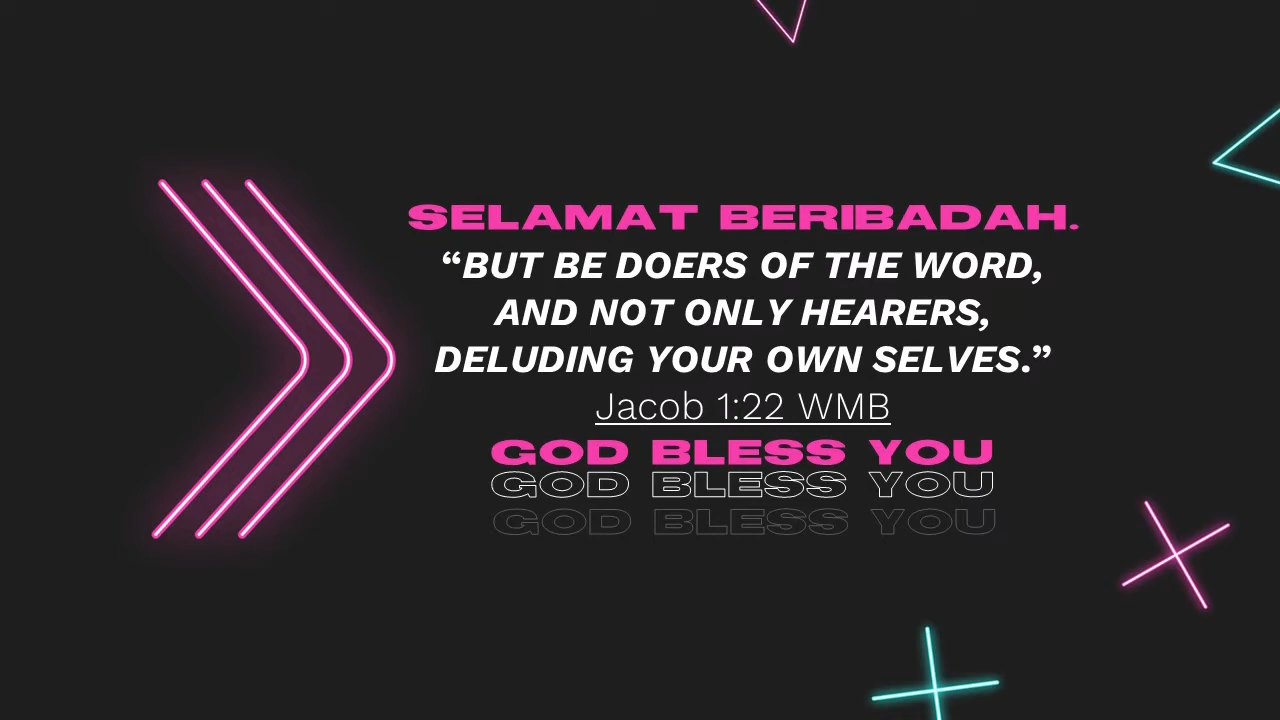 SELAMAT BERIBADAH.
“BUT BE DOERS OF THE WORD,
AND NOT ONLY HEARERS,
DELUDING YOUR OWN SELVES.”
Jacob 1:22 WMB
GOD BLESS YOU
GOD BLESS YOU
GOD BLESS YOU